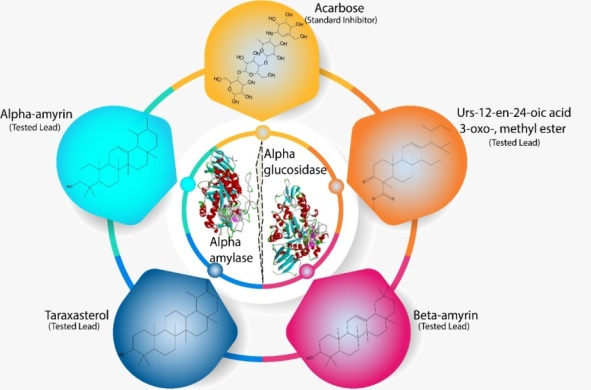 Acarbose
(Standard Inhibitor)
Alpha-amyrin
(Tested Lead)
Urs-12-en-24-oic acid
3-oxo-, methyl ester
(Tested Lead)
Alpha
glucosidase
Alpha
amylase
Taraxasterol
(Tested Lead)
Beta-amyrin
(Tested Lead)